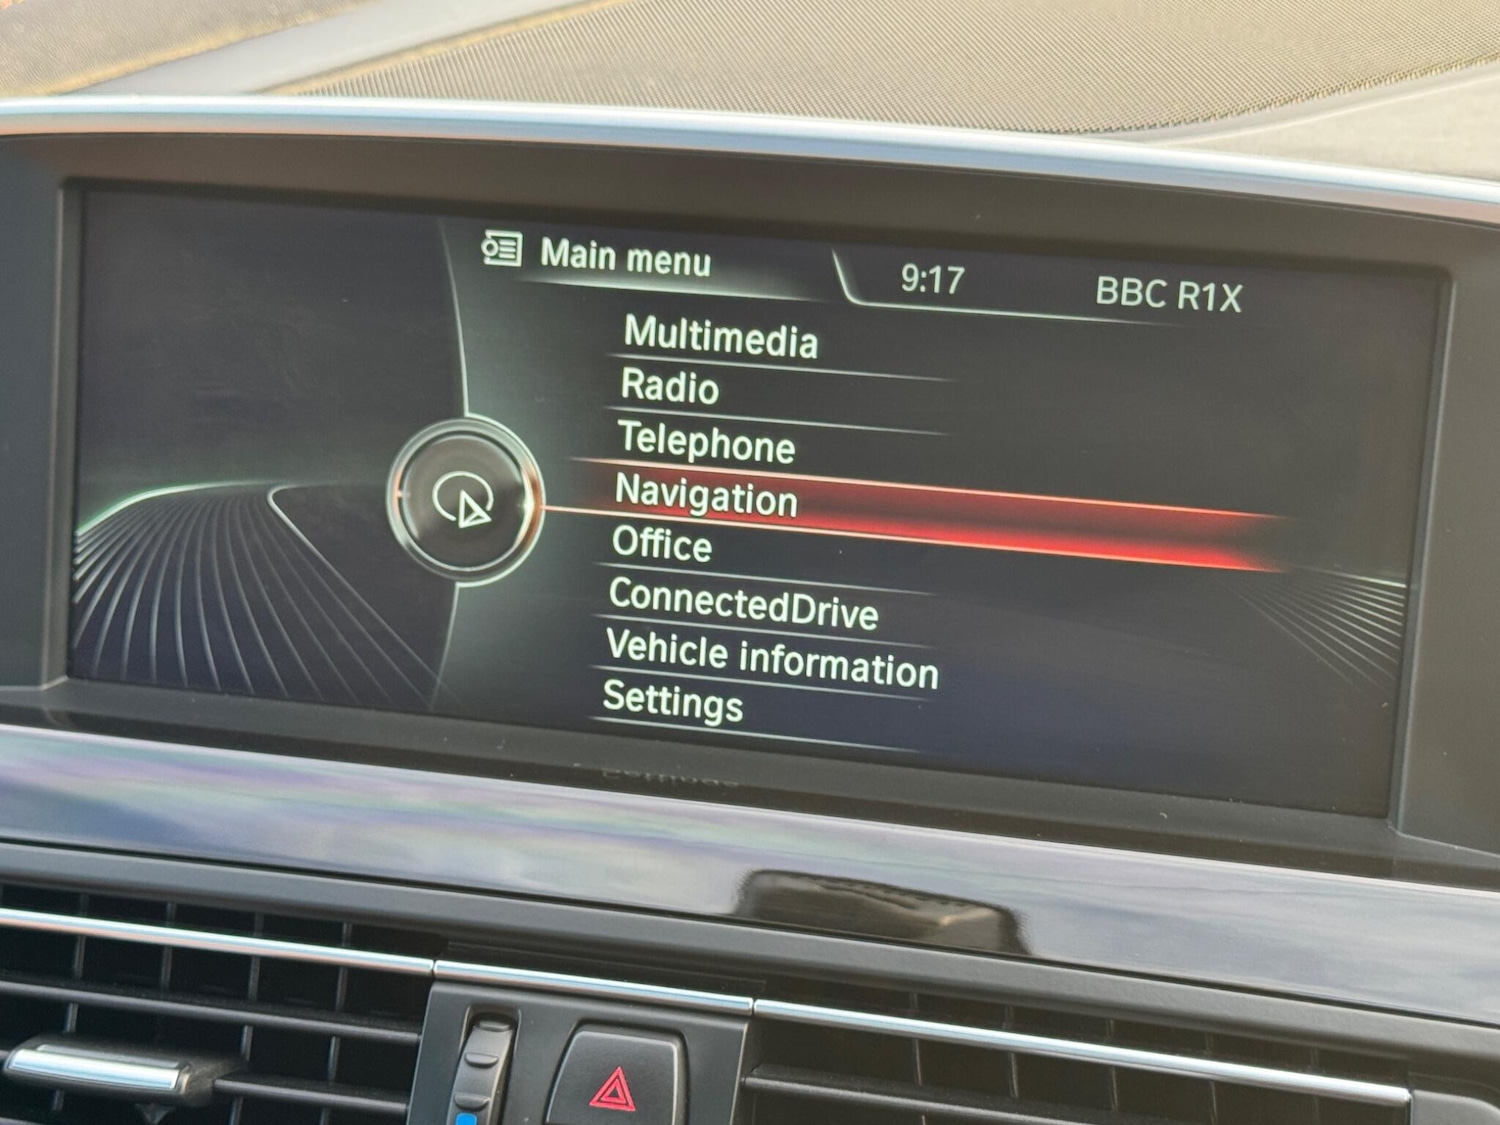 Main menu
9:17
BBC R1X
Multimedia
Radio
Telephone
Navigation
Office
ConnectedDrive
Vehicle information
Settings